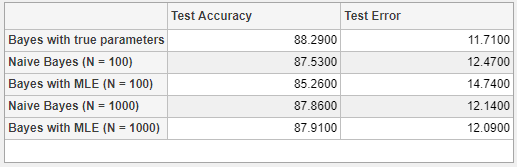 Test Accuracy Test Error
Bayes with true parameters 88.2900 11.7100
Naive Bayes (N = 100) 87.5300 12.4700
Bayes with MLE (N = 100) 85.2600 14.7400
Naive Bayes (N = 1000) 87.8600 12.1400
Bayes with MLE (N = 1000) 87.9100 12.0900